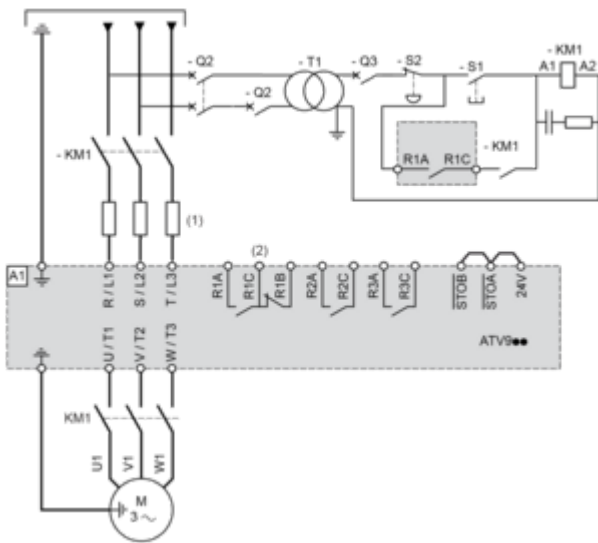 - Q2
- T1
- Q3
- S2
- S1
- KM1
A1
A2
- Q2
- KM1
R1A
R1C
- KM1
(1)
(2)
A1
R / L1
S / L2
T / L3
R1A
R1C
R1B
R2A
R2C
R3A
R3C
STOB
STOA
24V
U / T1
V / T2
W / T3
ATV9●●
KM1
U1
V1
W1
M
3 ~